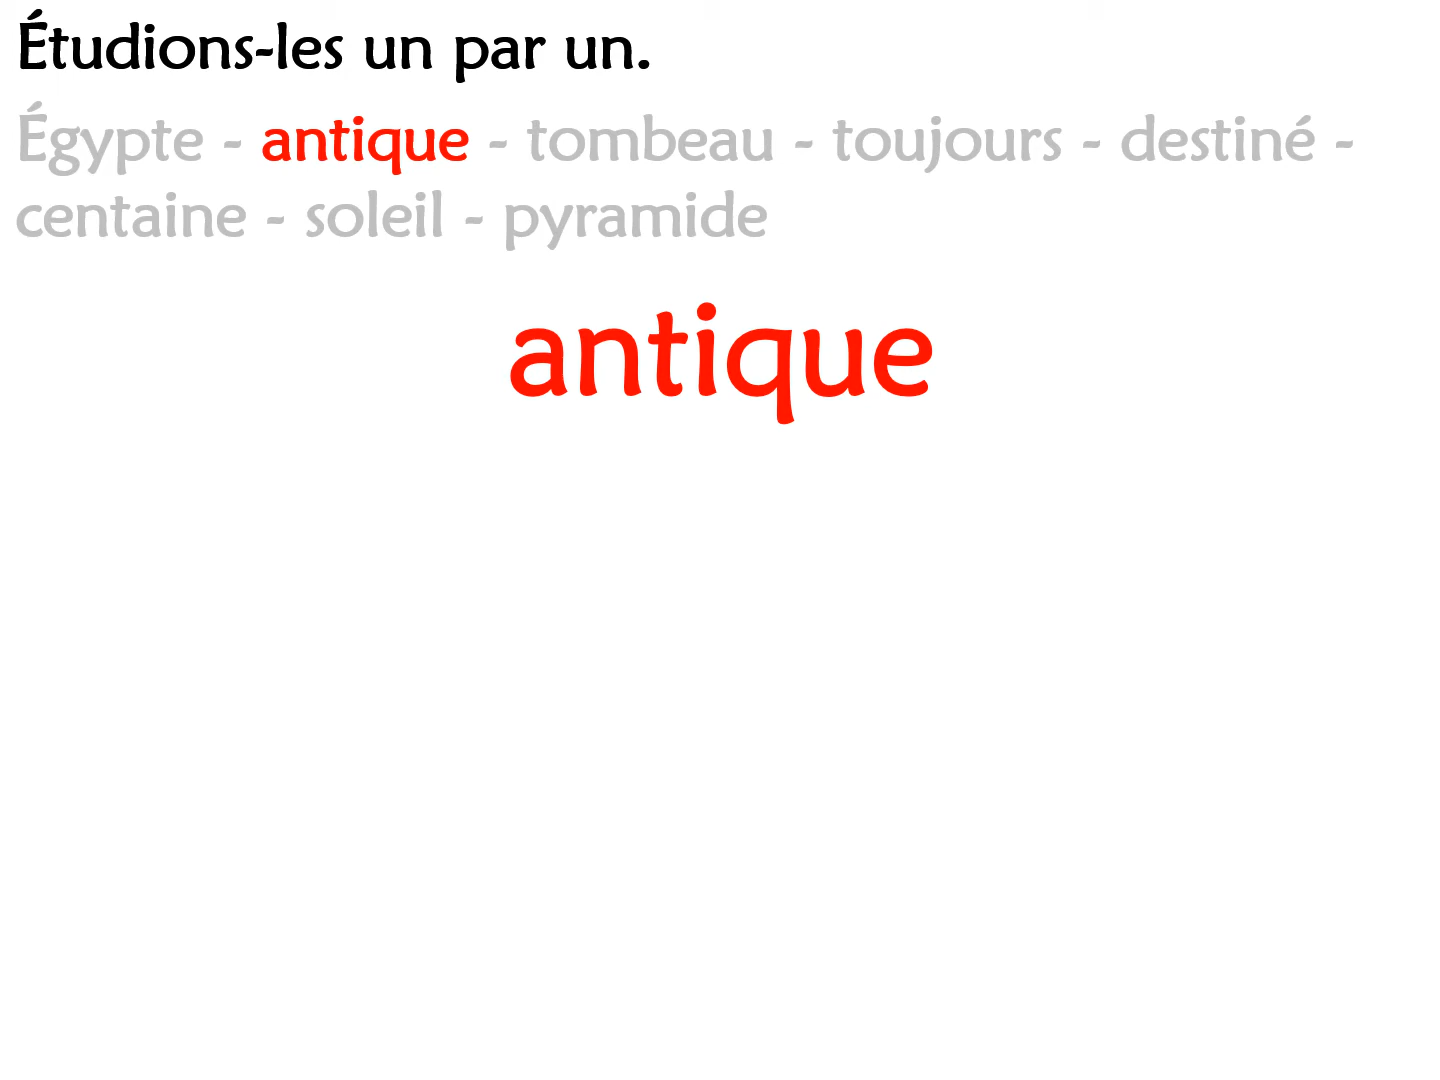 Étudions-les un par un.
Égypte - antique - tombeau - toujours - destiné -
centaine - soleil - pyramide
antique